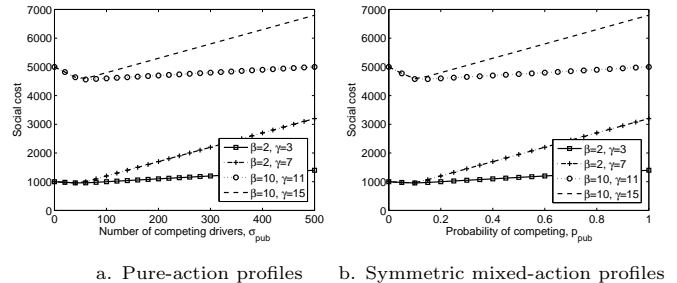 7000
6000
5000
4000
3000
2000
1000
0
Social cost
0 100 200 300 400 500
Number of competing drivers, σpub
β=2, γ=3
β=2, γ=7
β=10, γ=11
β=10, γ=15
a. Pure-action profiles
7000
6000
5000
4000
3000
2000
1000
0
Social cost
0 0.2 0.4 0.6 0.8 1
Probability of competing, ppub
β=2, γ=3
β=2, γ=7
β=10, γ=11
β=10, γ=15
b. Symmetric mixed-action profiles